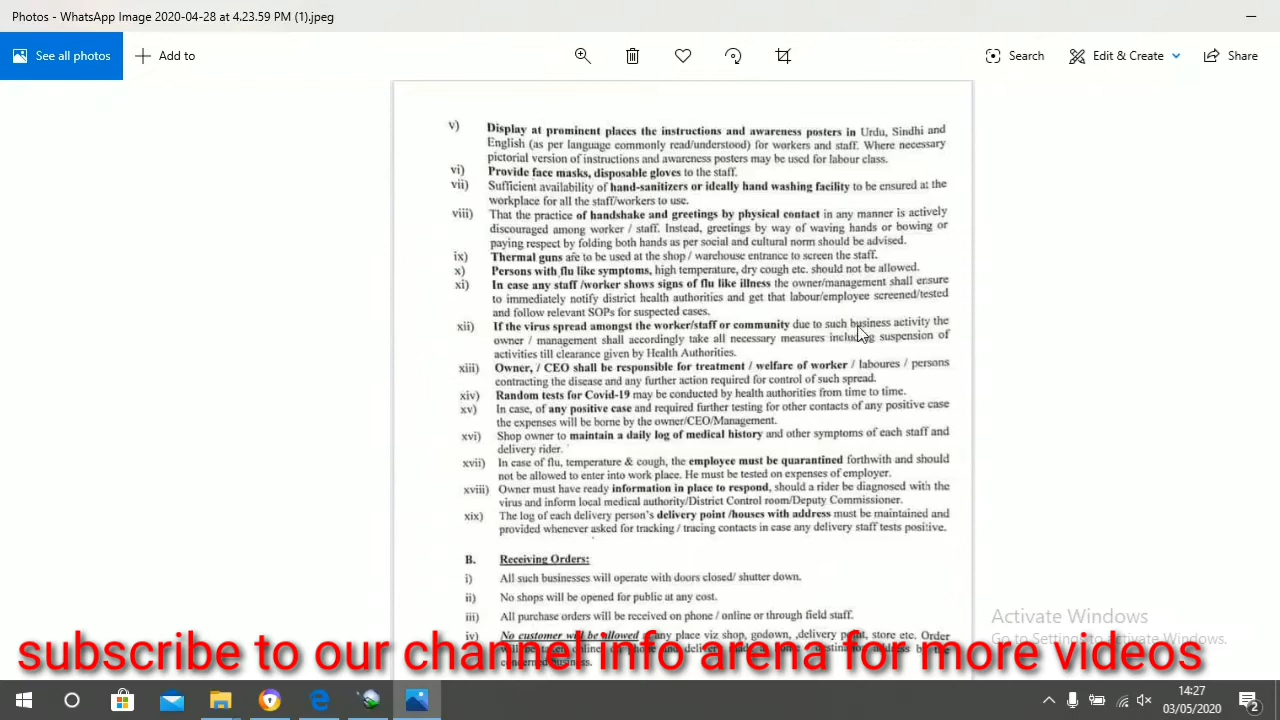 Photos - WhatsApp Image 2020-04-28 at 4.23.59 PM (1).jpeg
See all photos
Add to
Search
Edit & Create
Share
v) Display at prominent places the instructions and awareness posters in Urdu, Sindhi and
English (as per language commonly read/understood) for workers and staff. Where necessary
pictorial version of instructions and awareness posters may be used for labour class.
vi) Provide face masks, disposable gloves to the staff.
vii) Sufficient availability of hand-sanitizers or ideally hand washing facility to be ensured at the
workplace for all the staff/workers to use.
viii) That the practice of handshake and greetings by physical contact in any manner is actively
discouraged among worker / staff. Instead, greetings by way of waving hands or bowing or
paying respect by folding both hands as per social and cultural norm should be advised.
ix) Thermal guns are to be used at the shop / warehouse entrance to screen the staff.
x) Persons with flu like symptoms, high temperature, dry cough etc. should not be allowed.
xi) In case any staff /worker shows signs of flu like illness the owner/management shall ensure
to immediately notify district health authorities and get that labour/employee screened/tested
and follow relevant SOPs for suspected cases.
xii) If the virus spread amongst the worker/staff or community due to such business activity the
owner / management shall accordingly take all necessary measures including suspension of
activities till clearance given by Health Authorities.
xiii) Owner, / CEO shall be responsible for treatment / welfare of worker / laboures / persons
contracting the disease and any further action required for control of such spread.
xiv) Random tests for Covid-19 may be conducted by health authorities from time to time.
xv) In case, of any positive case and required further testing for other contacts of any positive case
the expenses will be borne by the owner/CEO/Management.
xvi) Shop owner to maintain a daily log of medical history and other symptoms of each staff and
delivery rider.
xvii) In case of flu, temperature & cough, the employee must be quarantined forthwith and should
not be allowed to enter into work place. He must be tested on expenses of employer.
xviii) Owner must have ready information in place to respond, should a rider be diagnosed with the
virus and inform local medical authority/District Control room/Deputy Commissioner.
xix) The log of each delivery person's delivery point /houses with address must be maintained and
provided whenever asked for tracking / tracing contacts in case any delivery staff tests positive.
B. Receiving Orders:
i) All such businesses will operate with doors closed/ shutter down.
ii) No shops will be opened for public at any cost.
iii) All purchase orders will be received on phone / online or through field staff.
iv) No customer will be allowed at any place viz shop, godown, ,delivery point, store etc. Order
subscribe to our channel info arena for more videos
Activate Windows
Go to Settings to activate Windows.
14:27
03/05/2020
2